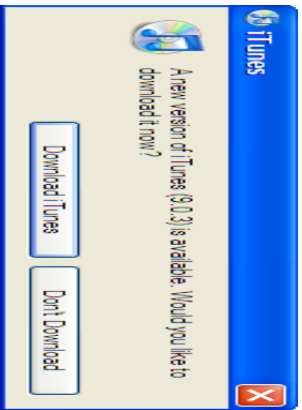 iTunes
A new version of iTunes (9.0.3) is available. Would you like to
download it now?
Download iTunes
Don't Download